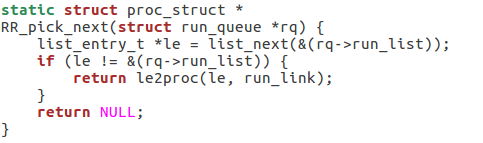 static struct proc_struct *
RR_pick_next(struct run_queue *rq) {
    list_entry_t *le = list_next(&(rq->run_list));
    if (le != &(rq->run_list)) {
        return le2proc(le, run_link);
    }
    return NULL;
}